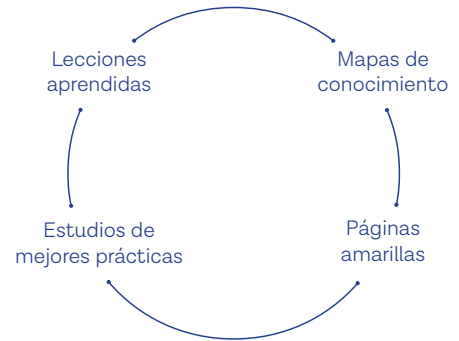 Lecciones
aprendidas
Mapas de
conocimiento
Estudios de
mejores prácticas
Páginas
amarillas